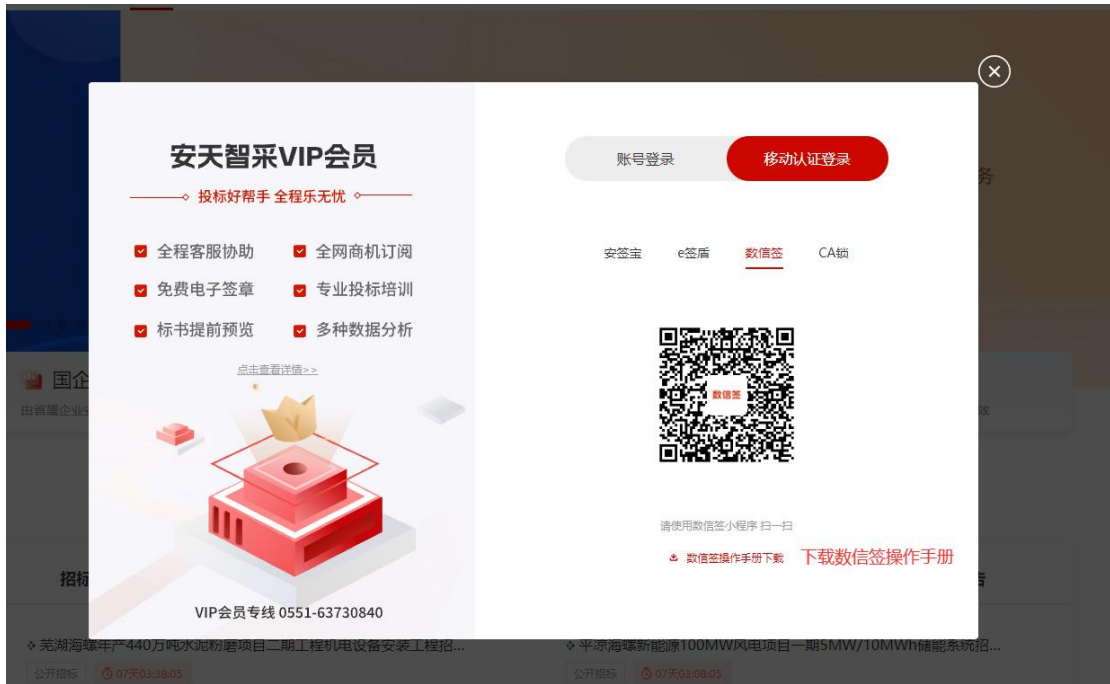 务
安天智采VIP会员
投标好帮手 全程乐无忧
全程客服协助
全网商机订阅
免费电子签章
专业投标培训
标书提前预览
多种数据分析
点击查看详情>>
VIP会员专线 0551-63730840
账号登录
移动认证登录
安签宝
e签盾
数信签
CA锁
数信签
请使用数信签小程序 扫一扫
数信签操作手册下载
下载数信签操作手册
国企
效
招标
告
芜湖海螺年产440万吨水泥粉磨项目二期工程机电设备安装工程招...
公开招标
07天03:38:05
平凉海螺新能源100MW风电项目一期5MW/10MWh储能系统招...
公开招标
07天03:08:05